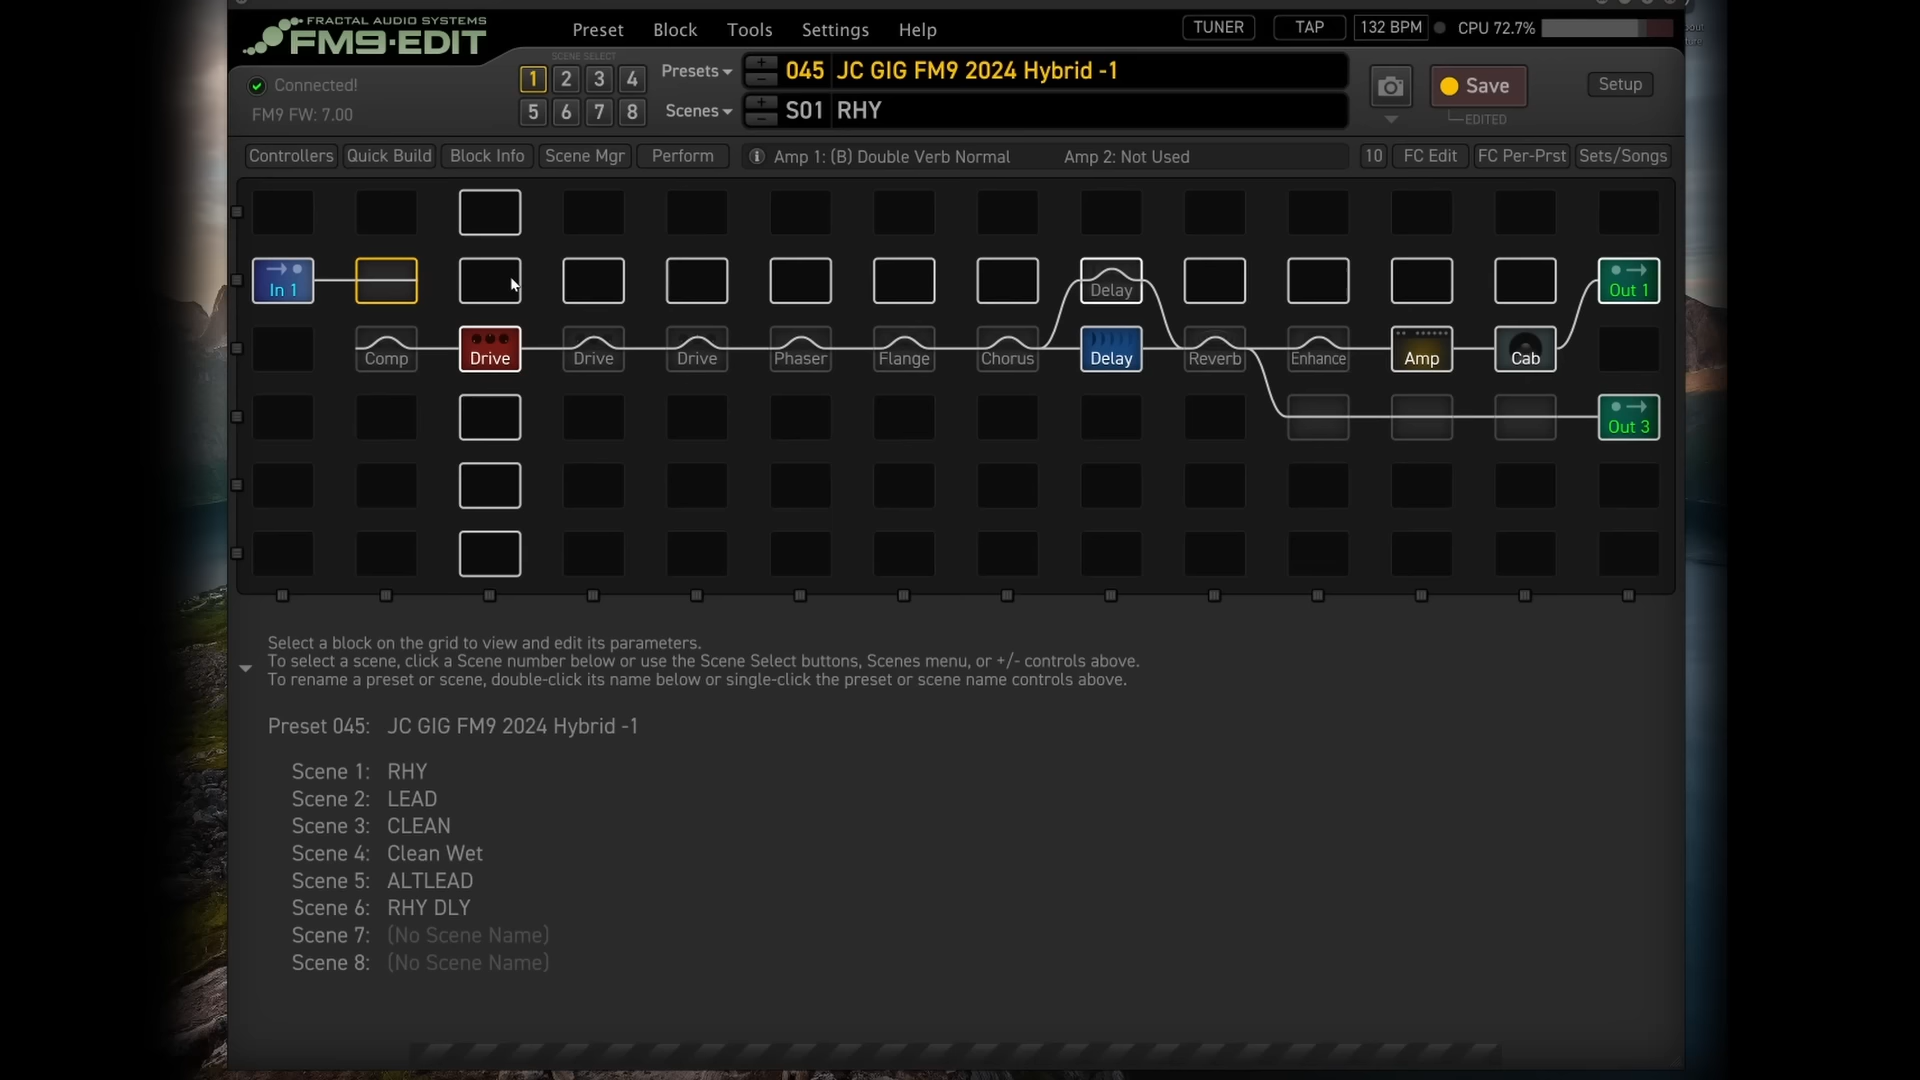 FRACTAL AUDIO SYSTEMS
FM9-EDIT
Preset
Block
Tools
Settings
Help
TUNER
TAP
132 BPM
CPU 72.7%
Connected!
FM9 FW: 7.00
SCENE SELECT
1 2 3 4
5 6 7 8
Presets
Scenes
045 JC GIG FM9 2024 Hybrid -1
S01 RHY
Save
EDITED
Setup
Controllers
Quick Build
Block Info
Scene Mgr
Perform
Amp 1: (B) Double Verb Normal
Amp 2: Not Used
10
FC Edit
FC Per-Prst
Sets/Songs
In 1
Delay
Out 1
Comp
Drive
Drive
Drive
Phaser
Flange
Chorus
Delay
Reverb
Enhance
Amp
Cab
Out 3
Select a block on the grid to view and edit its parameters.
To select a scene, click a Scene number below or use the Scene Select buttons, Scenes menu, or +/- controls above.
To rename a preset or scene, double-click its name below or single-click the preset or scene name controls above.
Preset 045: JC GIG FM9 2024 Hybrid -1
Scene 1: RHY
Scene 2: LEAD
Scene 3: CLEAN
Scene 4: Clean Wet
Scene 5: ALTLEAD
Scene 6: RHY DLY
Scene 7: (No Scene Name)
Scene 8: (No Scene Name)